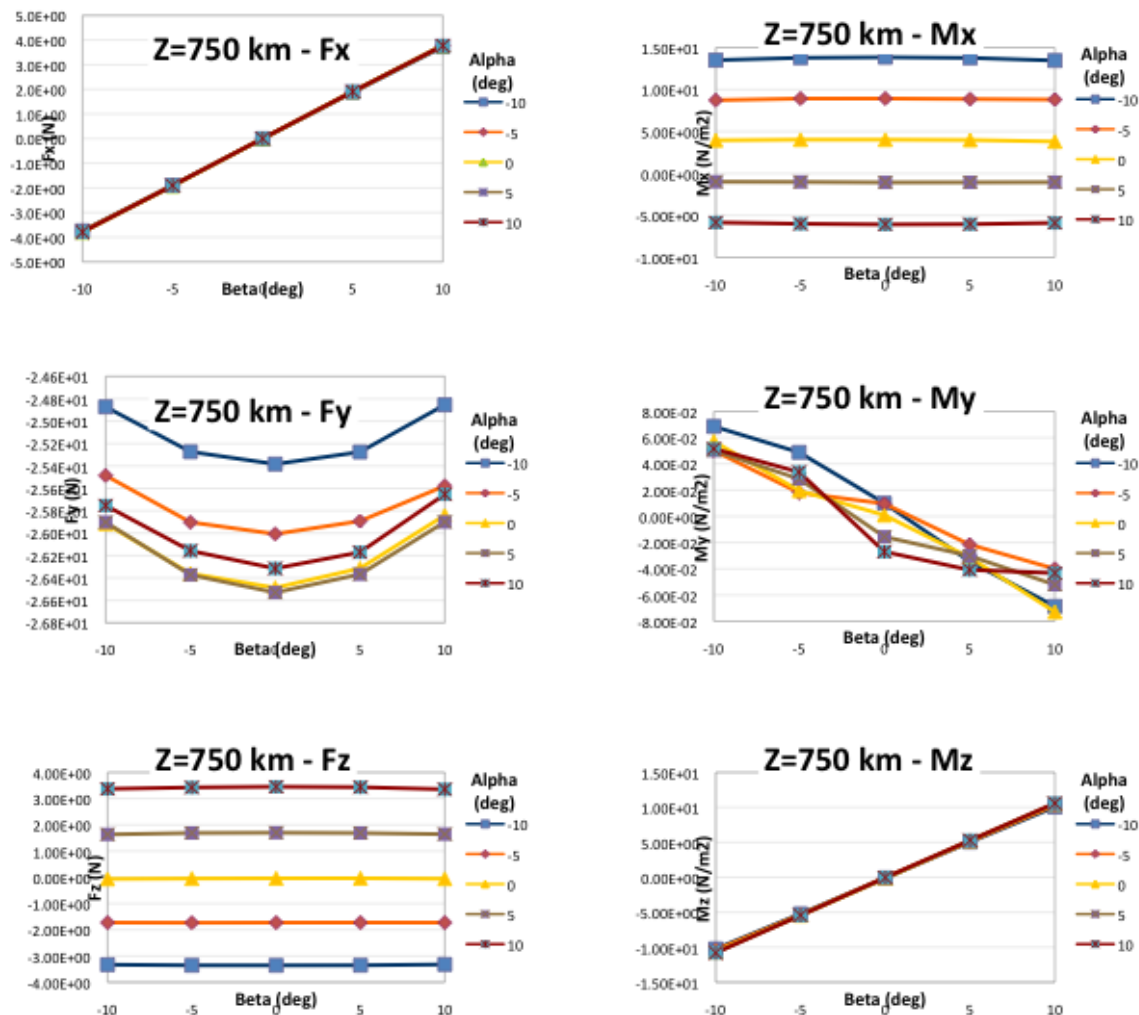 Z=750 km - Fx
5.0E+00
4.0E+00
3.0E+00
2.0E+00
1.0E+00
0.0E+00
-1.0E+00
-2.0E+00
-3.0E+00
-4.0E+00
-5.0E+00
Fx (N)
-10
-5
0
5
10
Beta (deg)
Alpha
(deg)
-10
-5
0
5
10
Z=750 km - Mx
1.50E+01
1.00E+01
5.00E+00
0.00E+00
-5.00E+00
-1.00E+01
Mx (N/m2)
-10
-5
0
5
10
Beta (deg)
Alpha
(deg)
-10
-5
0
5
10
Z=750 km - Fy
-2.46E+01
-2.48E+01
-2.50E+01
-2.52E+01
-2.54E+01
-2.56E+01
-2.58E+01
-2.60E+01
-2.62E+01
-2.64E+01
-2.66E+01
-2.68E+01
Fy (N)
-10
-5
0
5
10
Beta (deg)
Alpha
(deg)
-10
-5
0
5
10
Z=750 km - My
8.00E-02
6.00E-02
4.00E-02
2.00E-02
0.00E+00
-2.00E-02
-4.00E-02
-6.00E-02
-8.00E-02
My (N/m2)
-10
-5
0
5
10
Beta (deg)
Alpha
(deg)
-10
-5
0
5
10
Z=750 km - Fz
4.00E+00
3.00E+00
2.00E+00
1.00E+00
0.00E+00
-1.00E+00
-2.00E+00
-3.00E+00
-4.00E+00
Fz (N)
-10
-5
0
5
10
Beta (deg)
Alpha
(deg)
-10
-5
0
5
10
Z=750 km - Mz
1.50E+01
1.00E+01
5.00E+00
0.00E+00
-5.00E+00
-1.00E+01
-1.50E+01
Mz (N/m2)
-10
-5
0
5
10
Beta (deg)
Alpha
(deg)
-10
-5
0
5
10